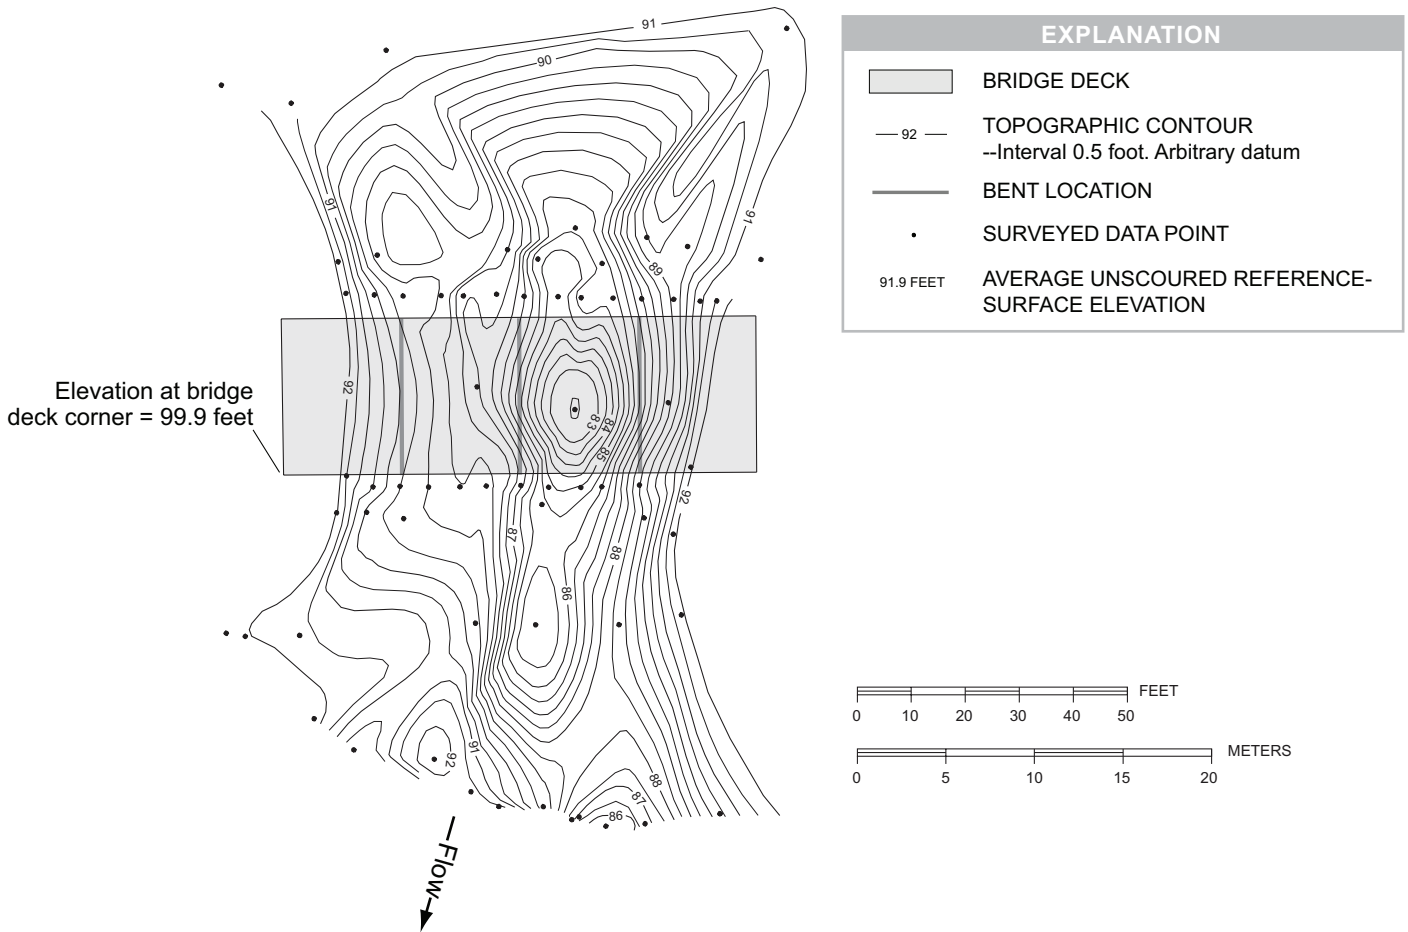 91
90
91
91
89
92
83
84
85
92
87
88
86
91
92
88
87
86
Elevation at bridge
deck corner = 99.9 feet
Flow
EXPLANATION
BRIDGE DECK
92
TOPOGRAPHIC CONTOUR
--Interval 0.5 foot. Arbitrary datum
BENT LOCATION
SURVEYED DATA POINT
91.9 FEET
AVERAGE UNSCOURED REFERENCE-
SURFACE ELEVATION
FEET
0 10 20 30 40 50
METERS
0 5 10 15 20